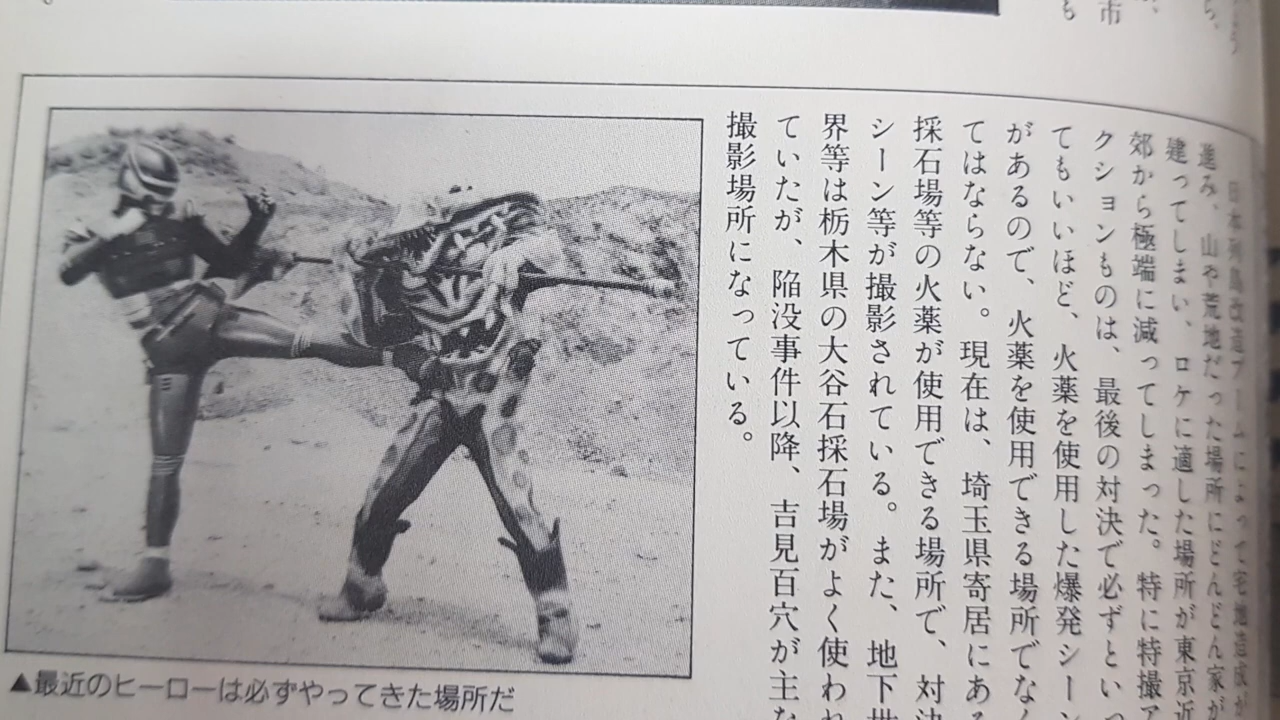 も
市
ら、
日本列島改造ブームによって宅地造成が
進み、山や荒地だった場所にどんどん家が
建ってしまい、ロケに適した場所が東京近
郊から極端に減ってしまった。特に特撮ア
クションものは、最後の対決で必ずといっ
てもいいほど、火薬を使用した爆発シーン
があるので、火薬を使用できる場所でなく
てはならない。現在は、埼玉県寄居にある
採石場等の火薬が使用できる場所で、対決
シーン等が撮影されている。また、地下世
界等は栃木県の大谷石採石場がよく使われ
ていたが、陥没事件以降、吉見百穴が主な
撮影場所になっている。
▲最近のヒーローは必ずやってきた場所だ